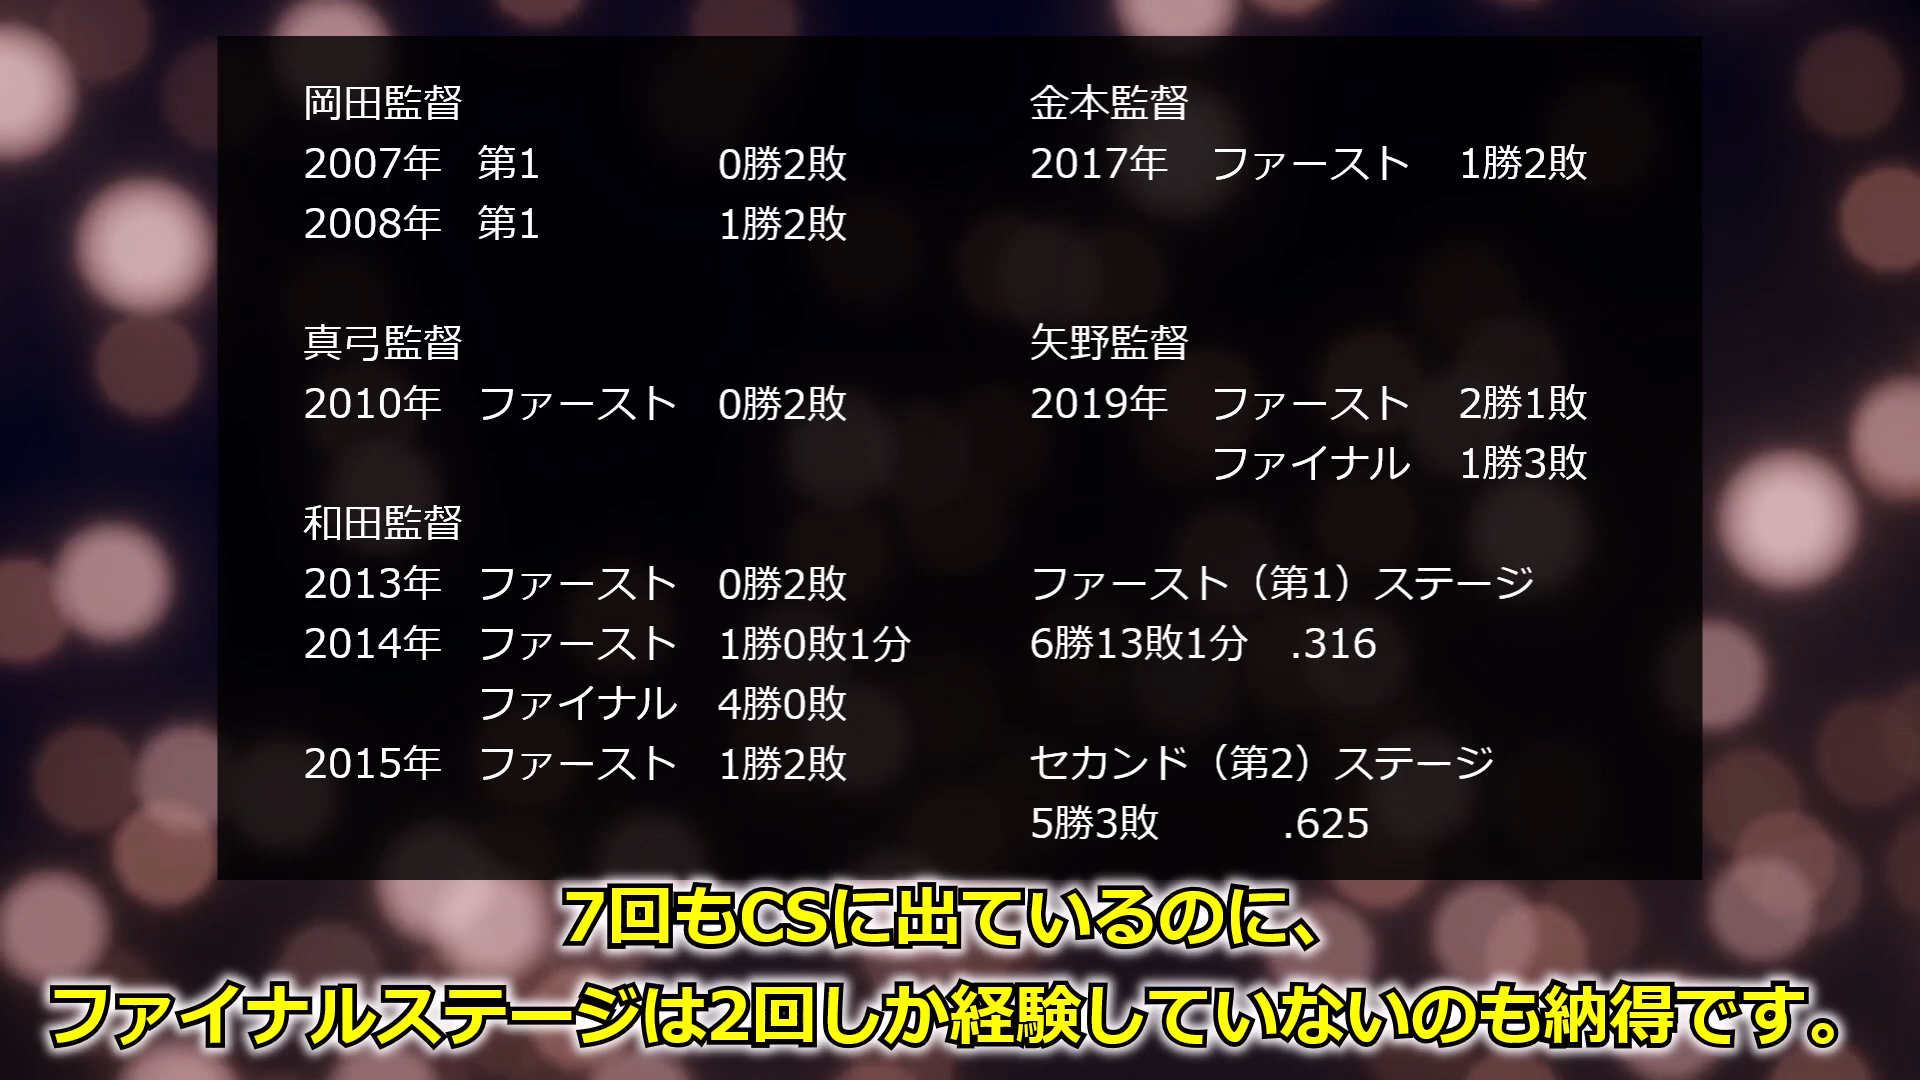 岡田監督
2007年 第1 0勝2敗
2008年 第1 1勝2敗
真弓監督
2010年 ファースト 0勝2敗
和田監督
2013年 ファースト 0勝2敗
2014年 ファースト 1勝0敗1分
ファイナル 4勝0敗
2015年 ファースト 1勝2敗
金本監督
2017年 ファースト 1勝2敗
矢野監督
2019年 ファースト 2勝1敗
ファイナル 1勝3敗
ファースト（第1）ステージ
6勝13敗1分 .316
セカンド（第2）ステージ
5勝3敗 .625
7回もCSに出ているのに、
ファイナルステージは2回しか経験していないのも納得です。